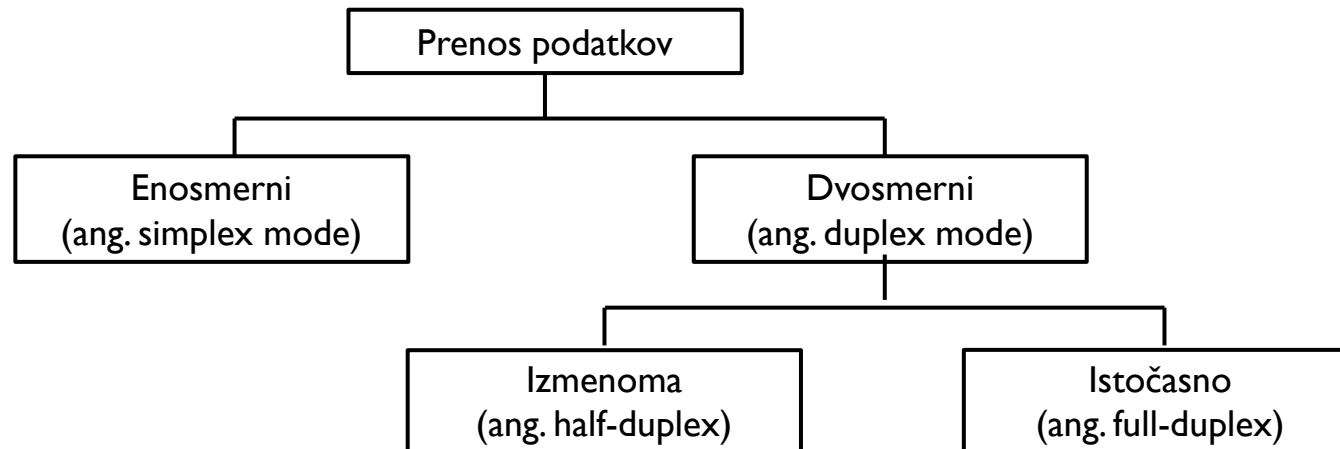 Prenos podatkov
Enosmerni
(ang. simplex mode)
Dvosmerni
(ang. duplex mode)
Izmenoma
(ang. half-duplex)
Istočasno
(ang. full-duplex)